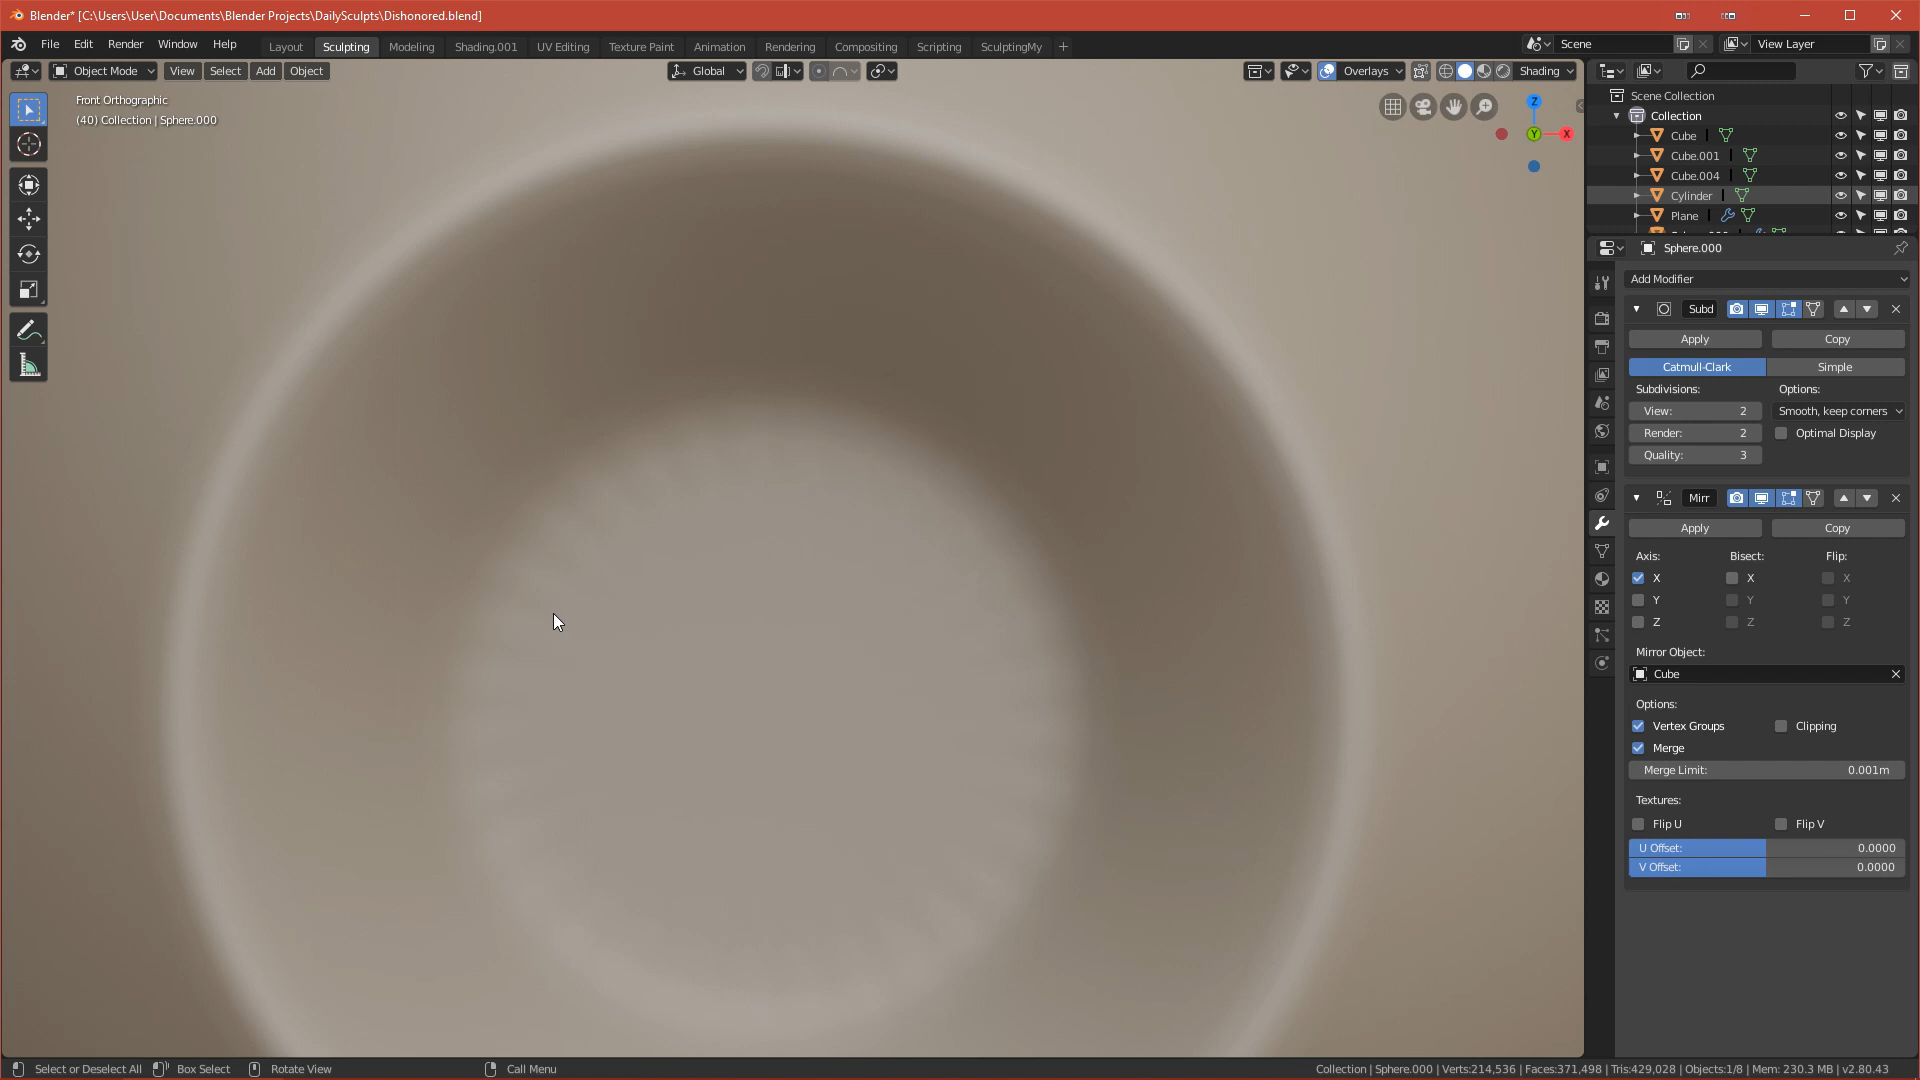 Blender* [C:\Users\User\Documents\Blender Projects\DailySculpts\Dishonored.blend]
File Edit Render Window Help
Layout Sculpting Modeling Shading.001 UV Editing Texture Paint Animation Rendering Compositing Scripting SculptingMy +
Scene
View Layer
Object Mode View Select Add Object
Global
Overlays
Shading
Front Orthographic
(40) Collection | Sphere.000
Z
Y
X
Scene Collection
Collection
Cube
Cube.001
Cube.004
Cylinder
Plane
Sphere.000
Add Modifier
Subd
Apply Copy
Catmull-Clark Simple
Subdivisions: Options:
View: 2 Smooth, keep corners
Render: 2 Optimal Display
Quality: 3
Mirr
Apply Copy
Axis: Bisect: Flip:
X X X
Y Y Y
Z Z Z
Mirror Object:
Cube
Options:
Vertex Groups Clipping
Merge
Merge Limit: 0.001m
Textures:
Flip U Flip V
U Offset: 0.0000
V Offset: 0.0000
Select or Deselect All Box Select Rotate View Call Menu
Collection | Sphere.000 | Verts:214,536 | Faces:371,498 | Tris:429,028 | Objects:1/8 | Mem: 230.3 MB | v2.80.43